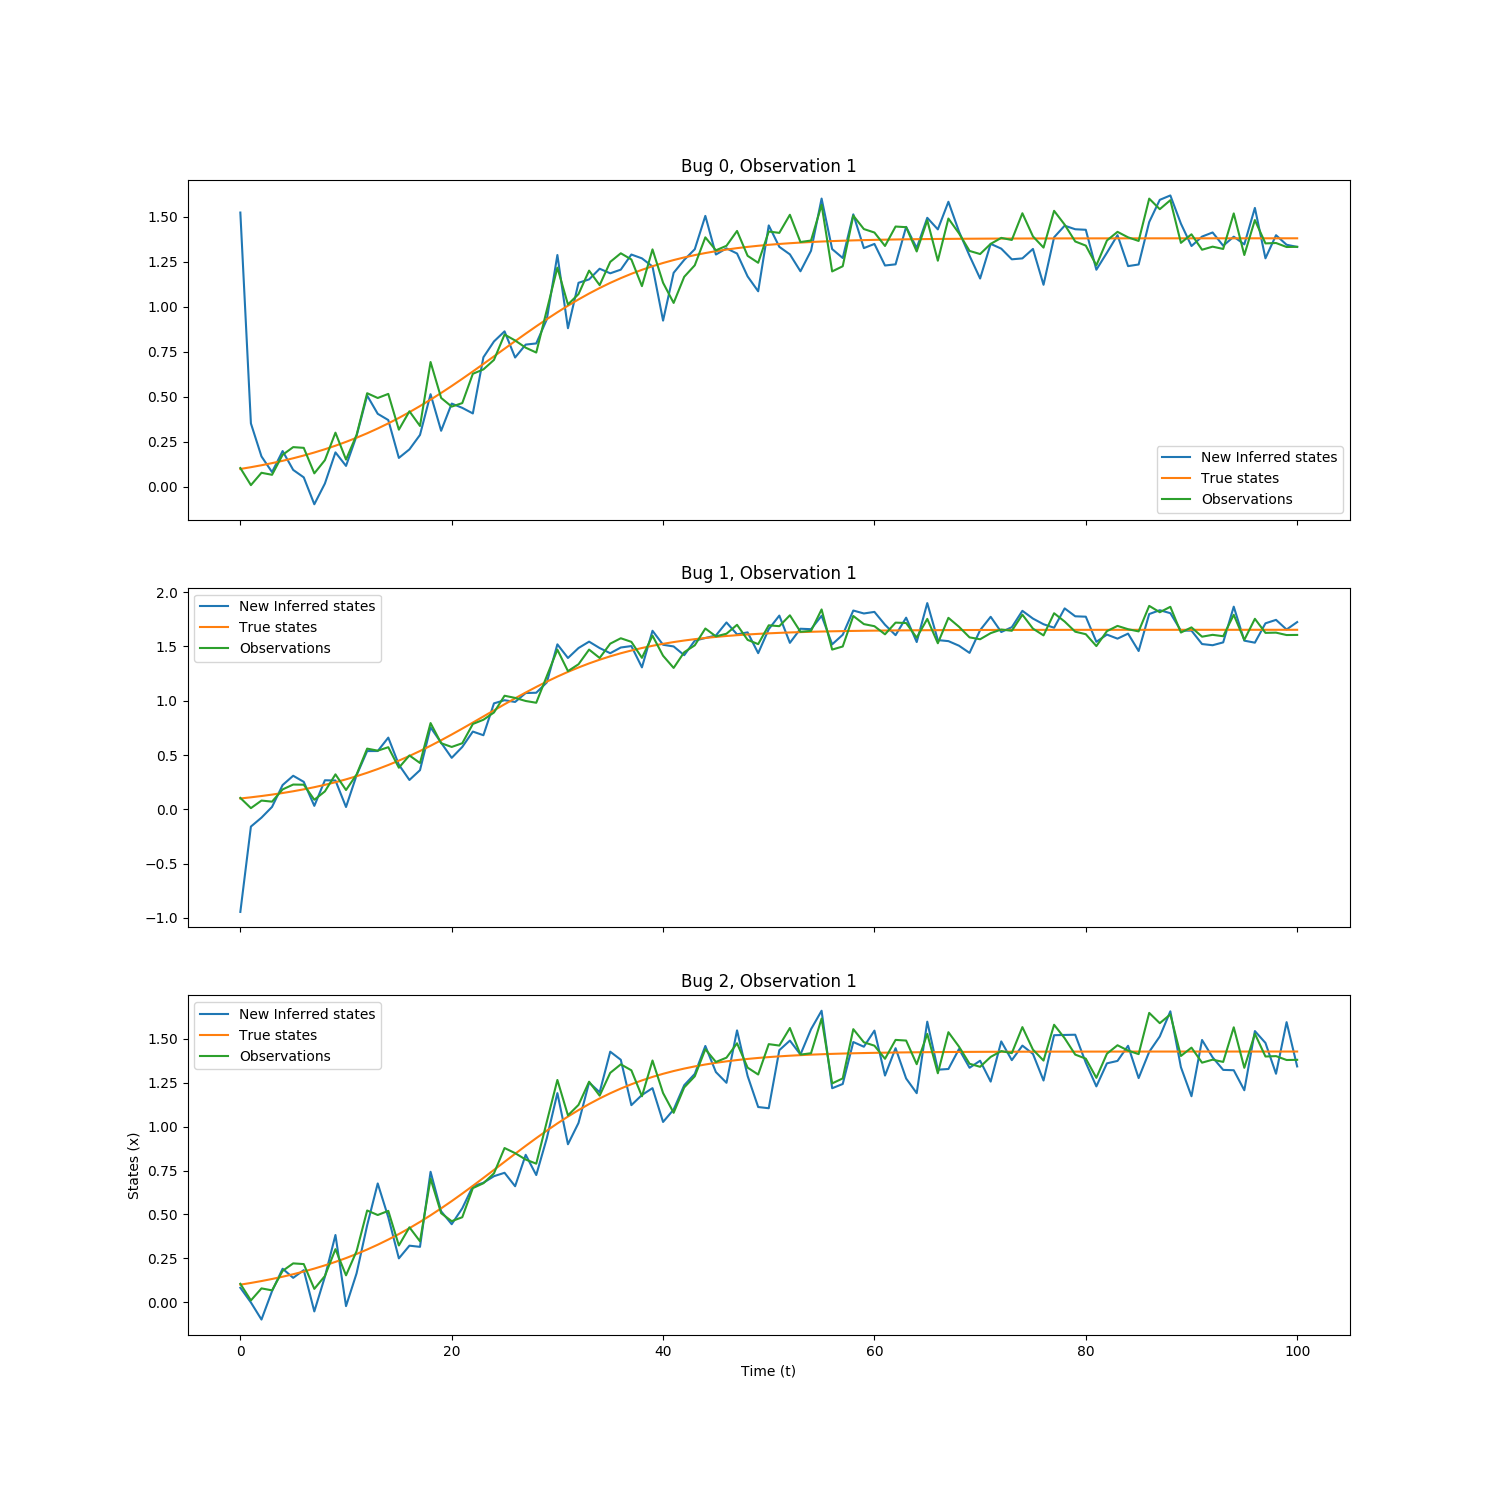 Bug 0, Observation 1
1.50
1.25
1.00
0.75
0.50
0.25
0.00
New Inferred states
True states
Observations
Bug 1, Observation 1
2.0
1.5
1.0
0.5
0.0
−0.5
−1.0
New Inferred states
True states
Observations
Bug 2, Observation 1
States (x)
1.50
1.25
1.00
0.75
0.50
0.25
0.00
New Inferred states
True states
Observations
0 20 40 60 80 100
Time (t)